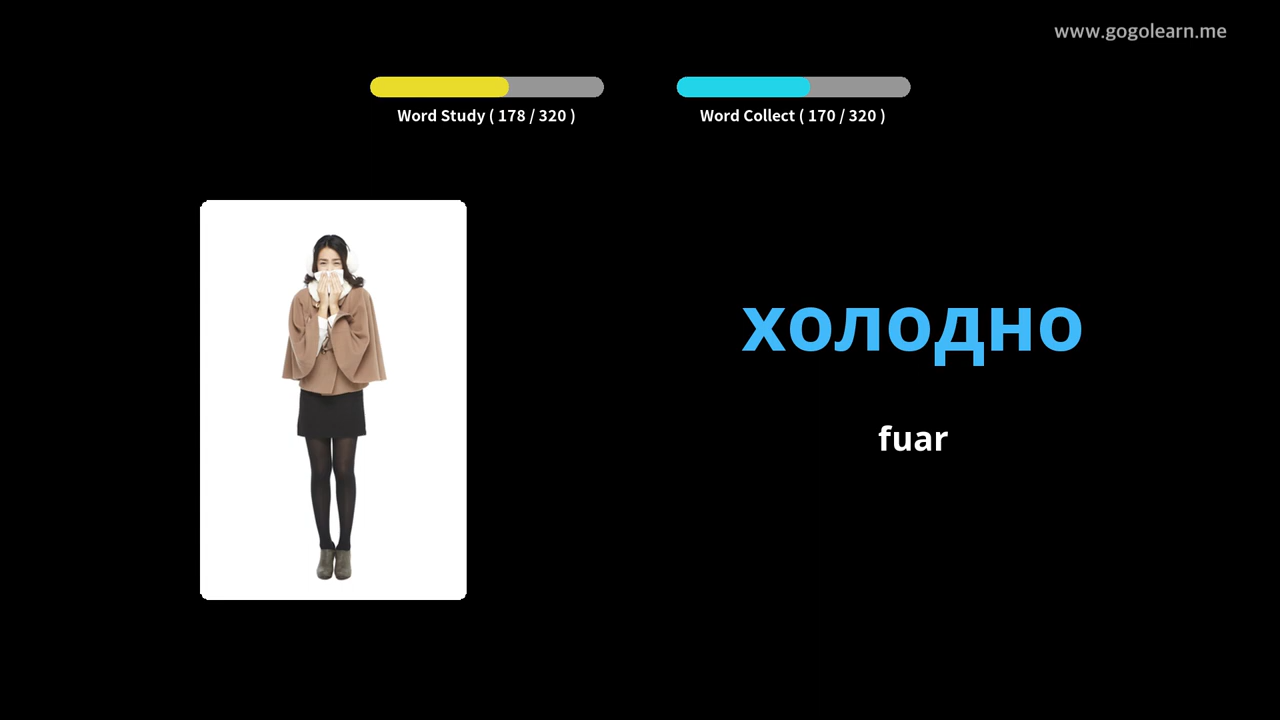 www.gogolearn.me
Word Study ( 178 / 320 )
Word Collect ( 170 / 320 )
холодно
fuar